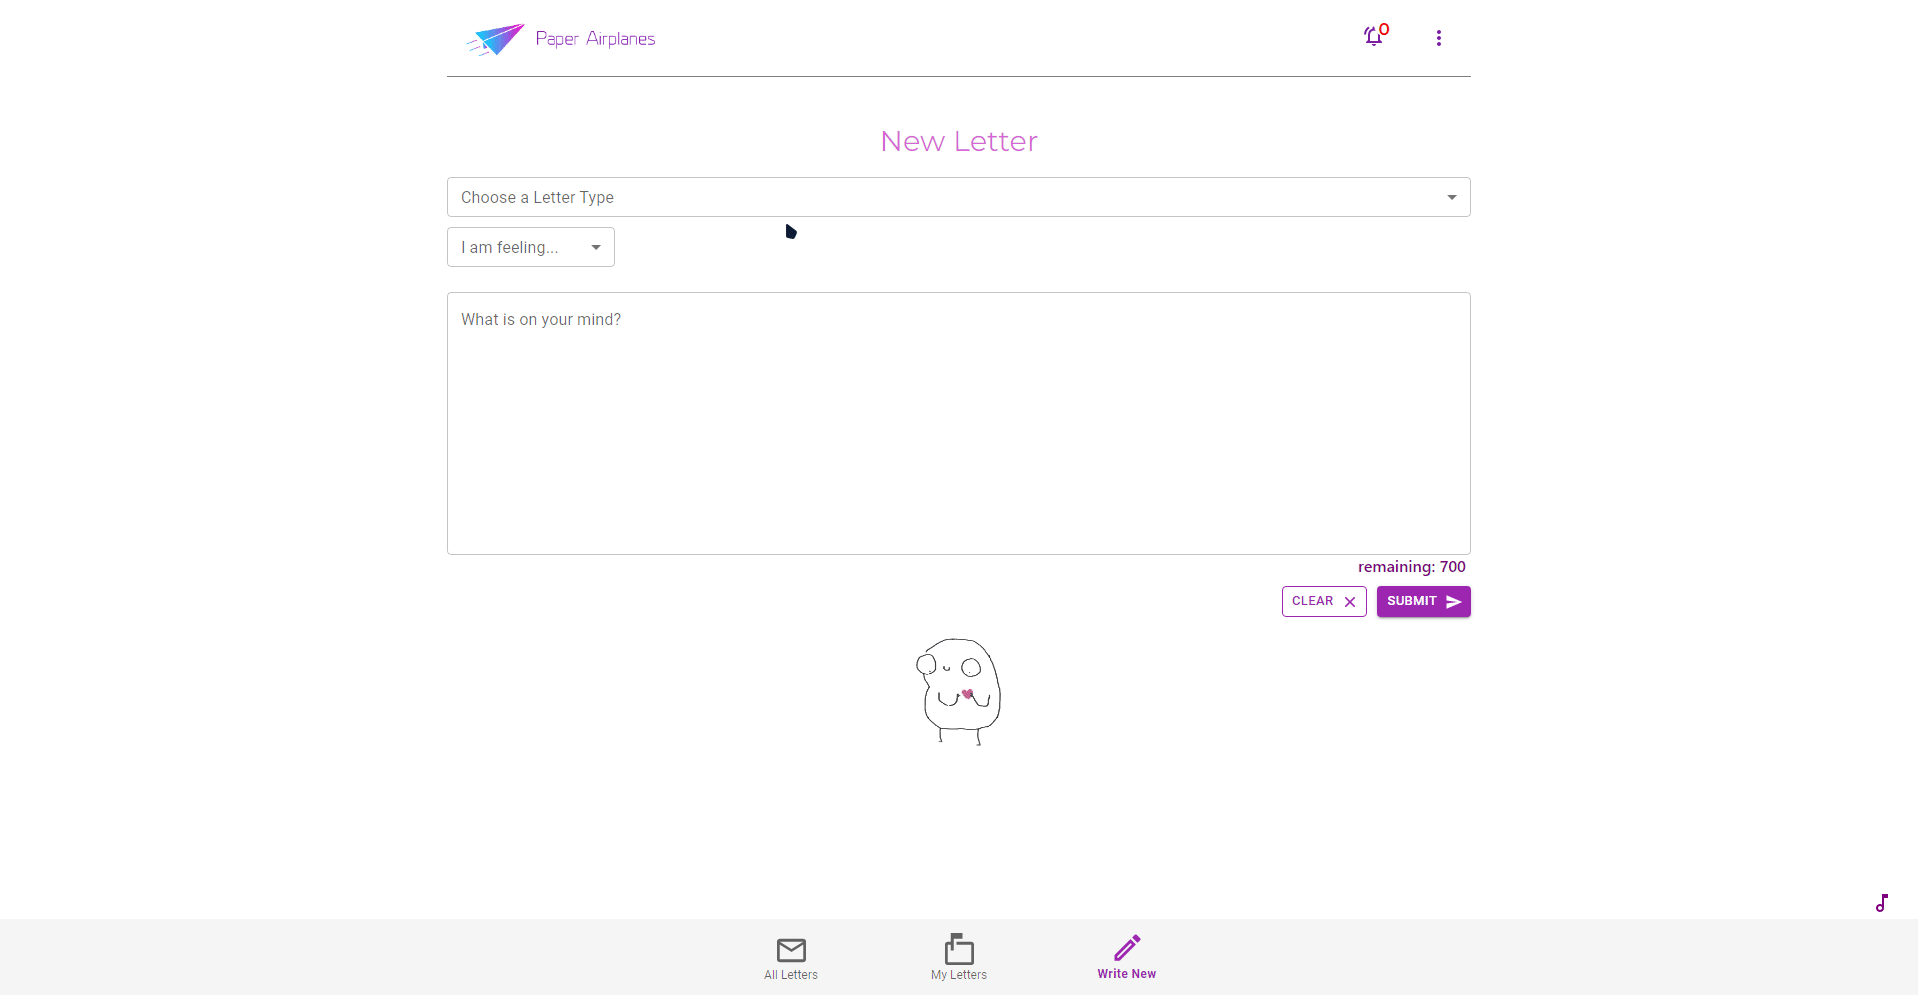 Paper Airplanes
0
New Letter
Choose a Letter Type
I am feeling...
What is on your mind?
remaining: 700
CLEAR
SUBMIT
All Letters
My Letters
Write New